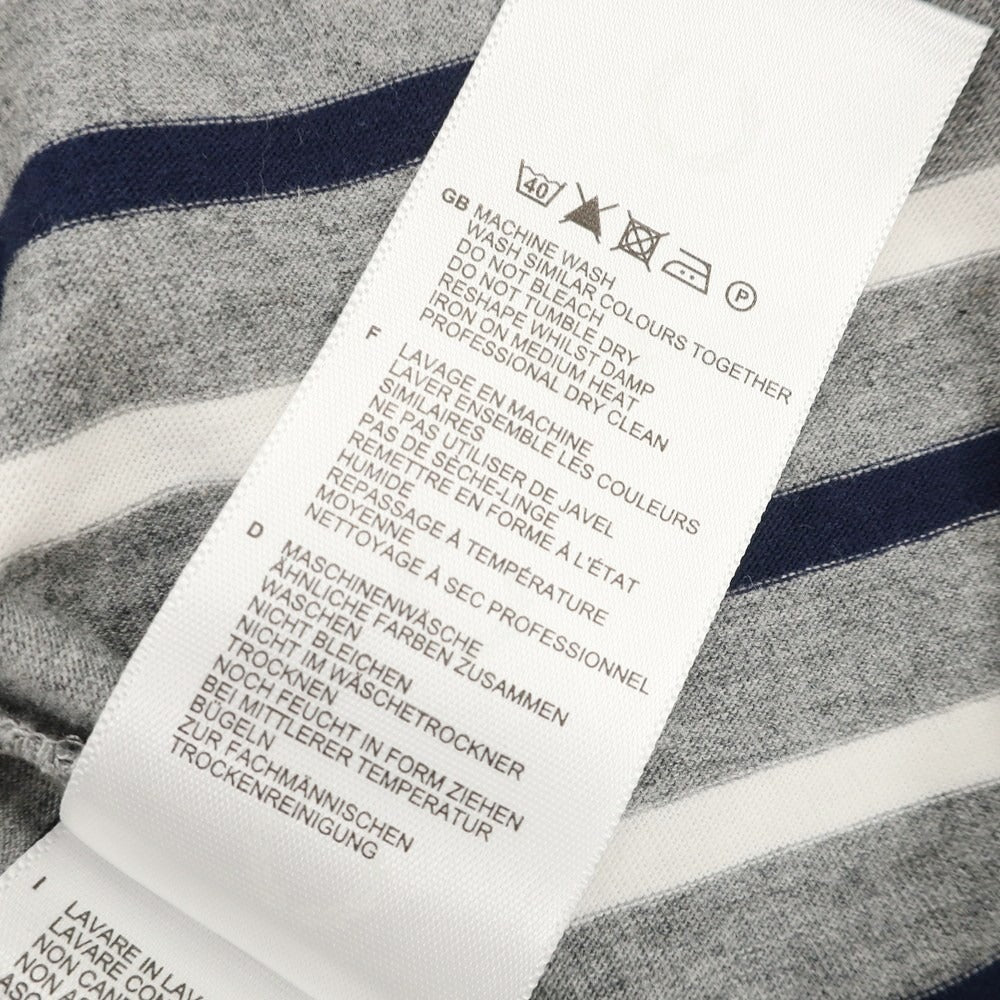 40
P
GB MACHINE WASH
WASH SIMILAR COLOURS TOGETHER
DO NOT BLEACH
DO NOT TUMBLE DRY
RESHAPE WHILST DAMP
IRON ON MEDIUM HEAT
PROFESSIONAL DRY CLEAN
F LAVAGE EN MACHINE
LAVER ENSEMBLE LES COULEURS
SIMILAIRES
NE PAS UTILISER DE JAVEL
PAS DE SÈCHE-LINGE
REMETTRE EN FORME À L'ÉTAT
HUMIDE
REPASSAGE À TEMPÉRATURE
MOYENNE
NETTOYAGE À SEC PROFESSIONNEL
D MASCHINENWÄSCHE
ÄHNLICHE FARBEN ZUSAMMEN
WASCHEN
NICHT BLEICHEN
NICHT IM WÄSCHETROCKNER
TROCKNEN
NOCH FEUCHT IN FORM ZIEHEN
BEI MITTLERER TEMPERATUR
BÜGELN
ZUR FACHMÄNNISCHEN
TROCKENREINIGUNG
I LAVARE IN
LAVARE
NON
NON